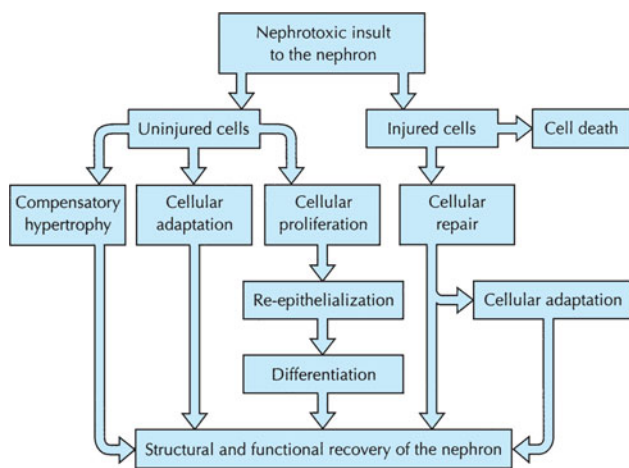 Nephrotoxic insult
to the nephron
Uninjured cells
Injured cells
Cell death
Compensatory
hypertrophy
Cellular
adaptation
Cellular
proliferation
Cellular
repair
Re-epithelialization
Cellular adaptation
Differentiation
Structural and functional recovery of the nephron